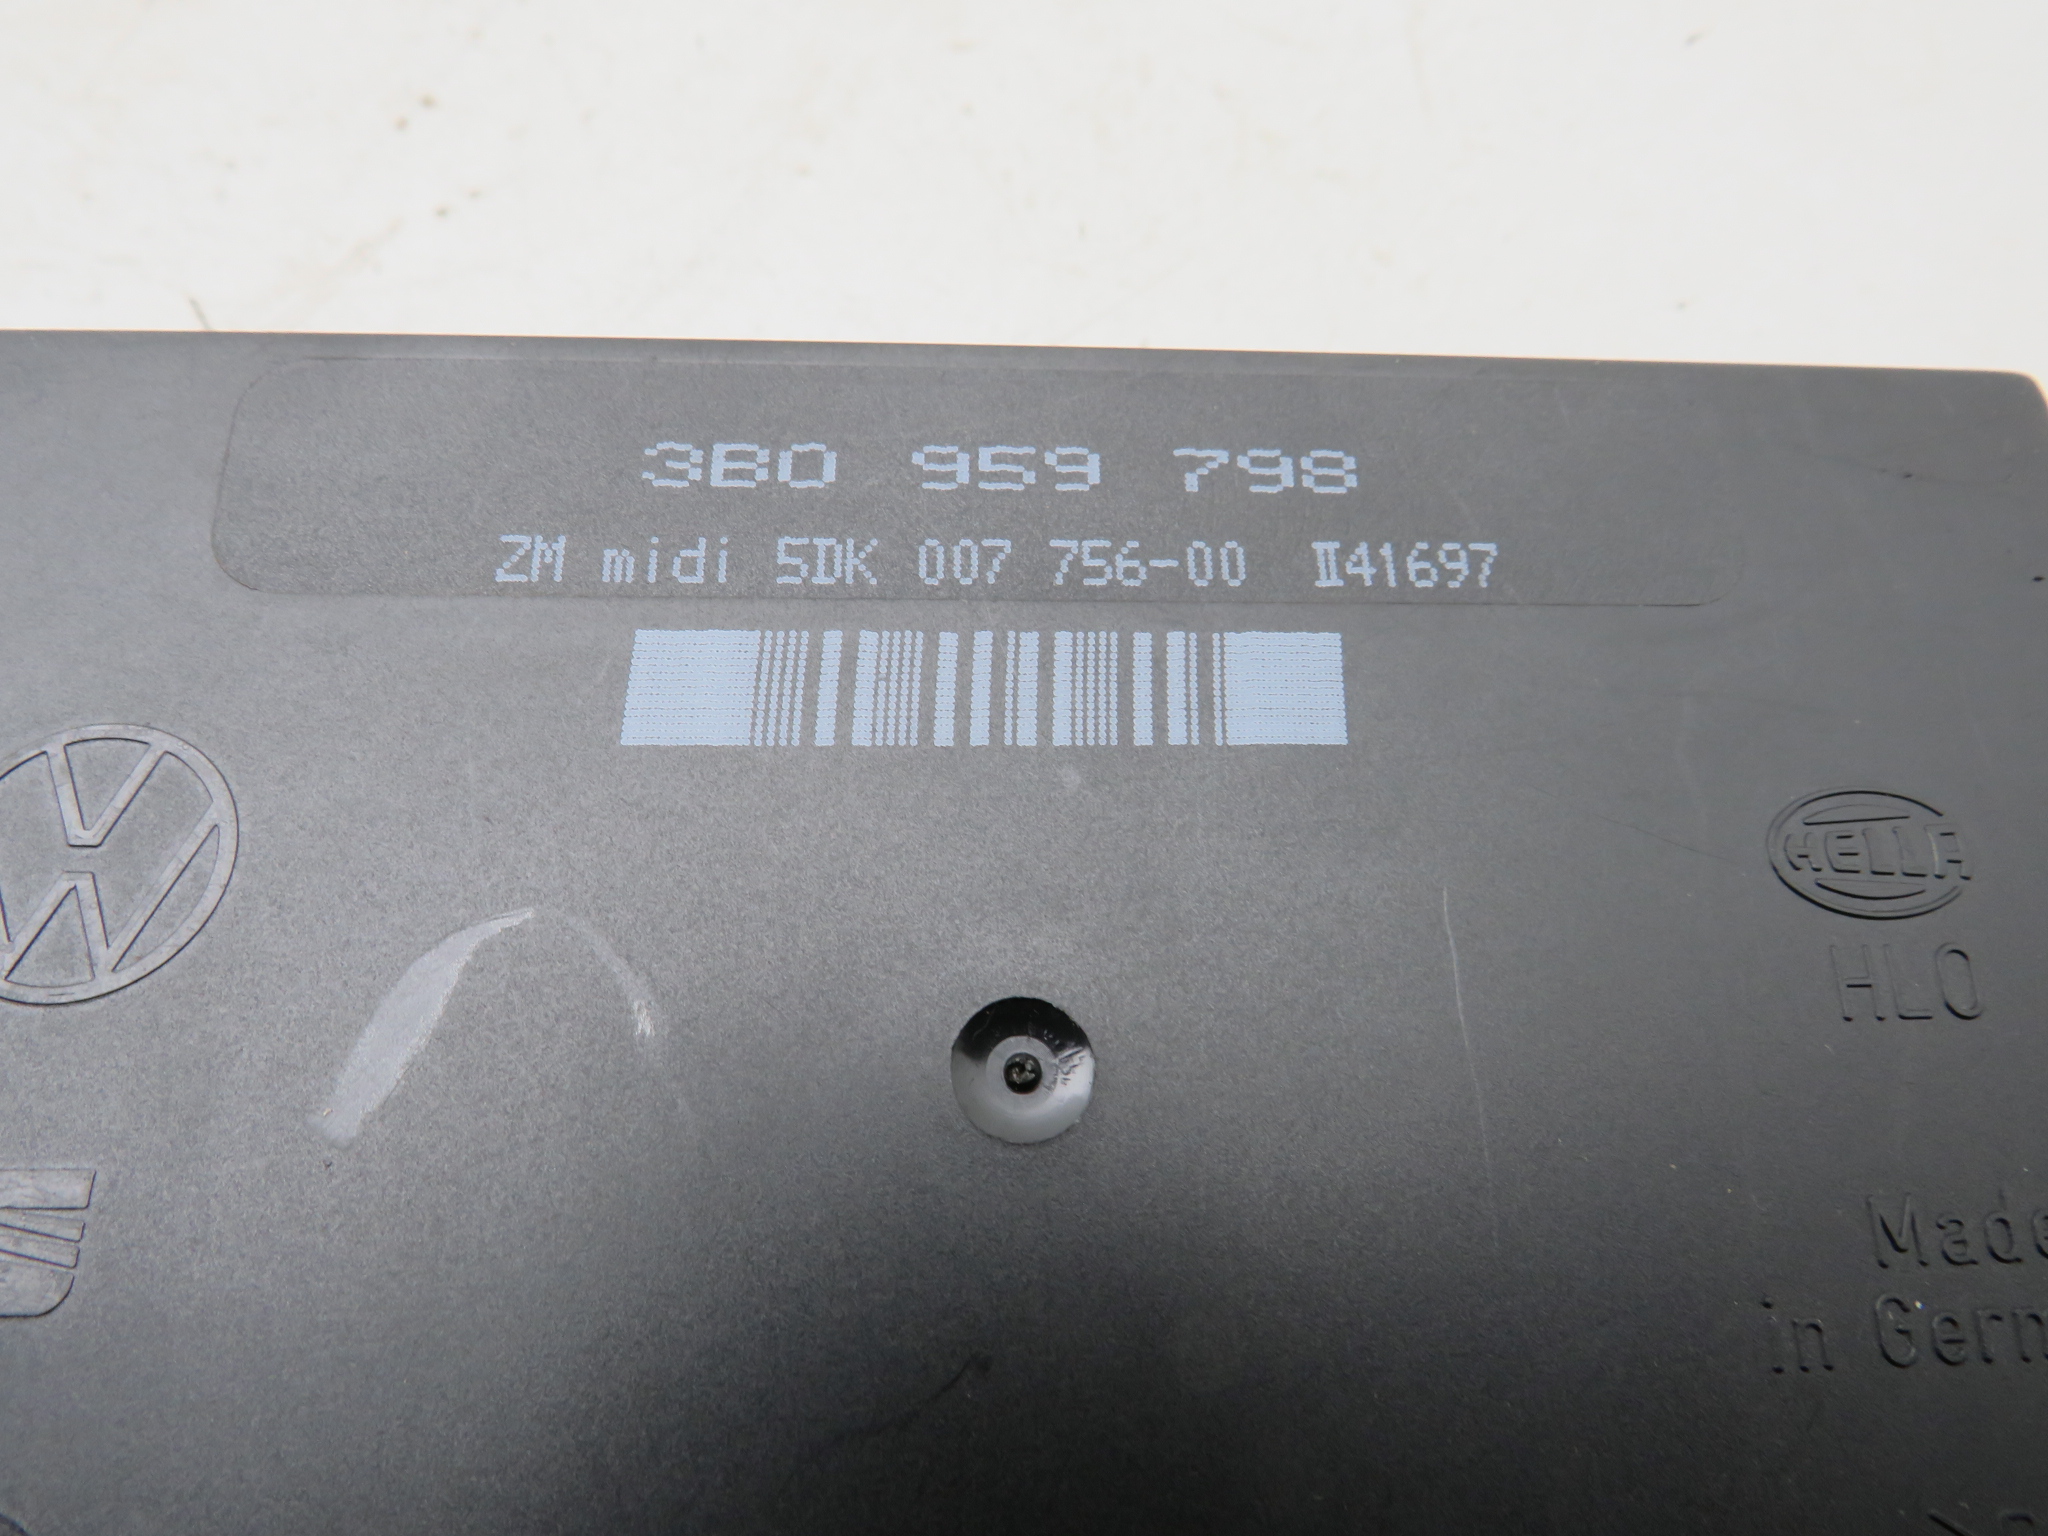 3B0 959 798
ZM midi 5DK 007 756-00 II41697
HELLA
HLO
Made
in Germ